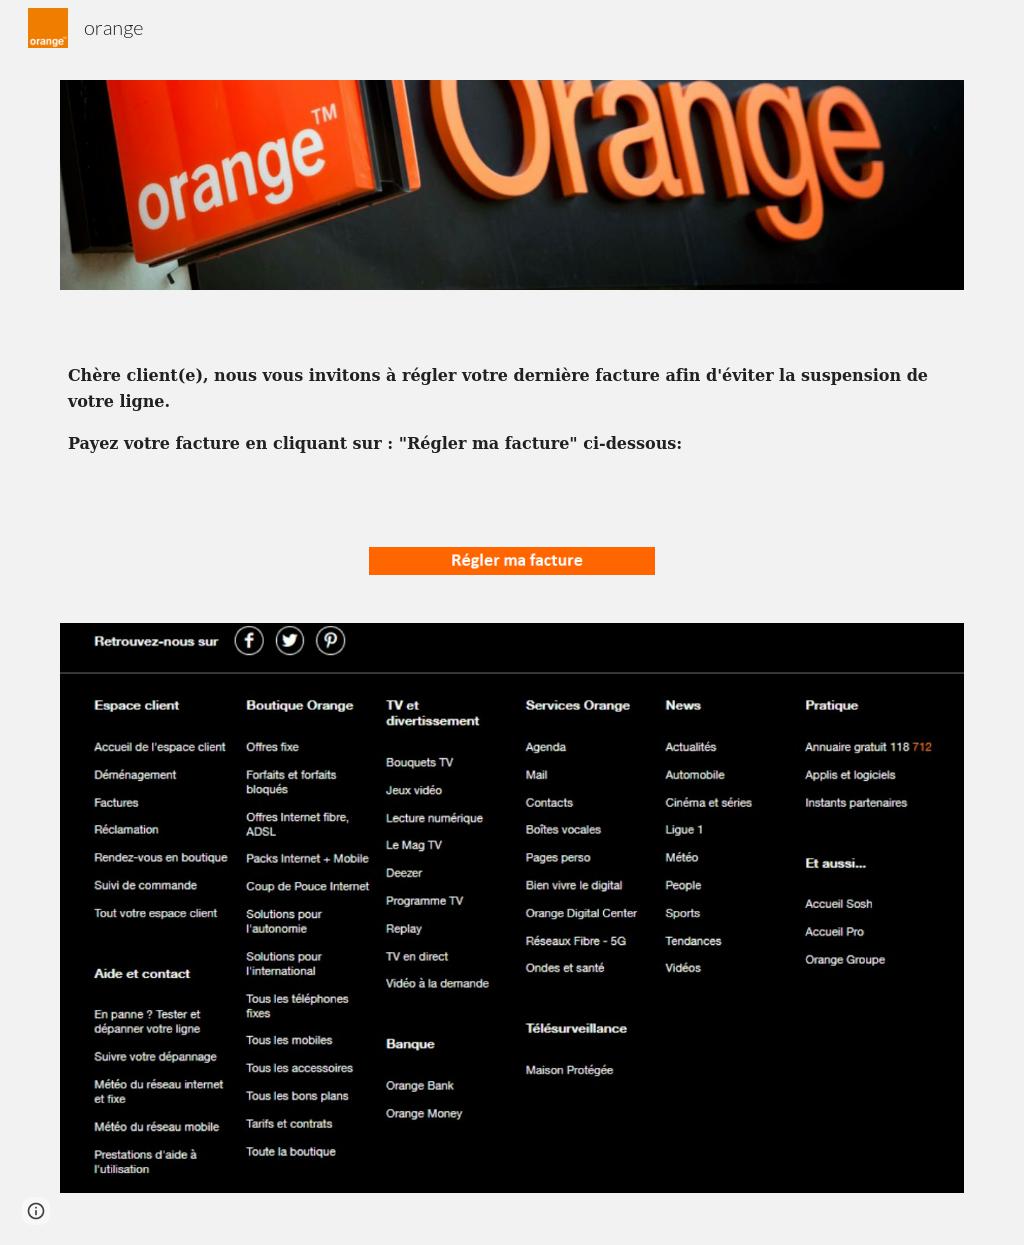 orange™
orange
orange™
Orange
Chère client(e), nous vous invitons à régler votre dernière facture afin d'éviter la suspension de
votre ligne.
Payez votre facture en cliquant sur : "Régler ma facture" ci-dessous:
Régler ma facture
Retrouvez-nous sur
Espace client
Accueil de l'espace client
Déménagement
Factures
Réclamation
Rendez-vous en boutique
Suivi de commande
Tout votre espace client
Aide et contact
En panne ? Tester et
dépanner votre ligne
Suivre votre dépannage
Météo du réseau internet
et fixe
Météo du réseau mobile
Prestations d'aide à
l'utilisation
Boutique Orange
Offres fixe
Forfaits et forfaits
bloqués
Offres Internet fibre,
ADSL
Packs Internet + Mobile
Coup de Pouce Internet
Solutions pour
l'autonomie
Solutions pour
l'international
Tous les téléphones
fixes
Tous les mobiles
Tous les accessoires
Tous les bons plans
Tarifs et contrats
Toute la boutique
TV et
divertissement
Bouquets TV
Jeux vidéo
Lecture numérique
Le Mag TV
Deezer
Programme TV
Replay
TV en direct
Vidéo à la demande
Banque
Orange Bank
Orange Money
Services Orange
Agenda
Mail
Contacts
Boîtes vocales
Pages perso
Bien vivre le digital
Orange Digital Center
Réseaux Fibre - 5G
Ondes et santé
Télésurveillance
Maison Protégée
News
Actualités
Automobile
Cinéma et séries
Ligue 1
Météo
People
Sports
Tendances
Vidéos
Pratique
Annuaire gratuit 118 712
Applis et logiciels
Instants partenaires
Et aussi...
Accueil Sosh
Accueil Pro
Orange Groupe